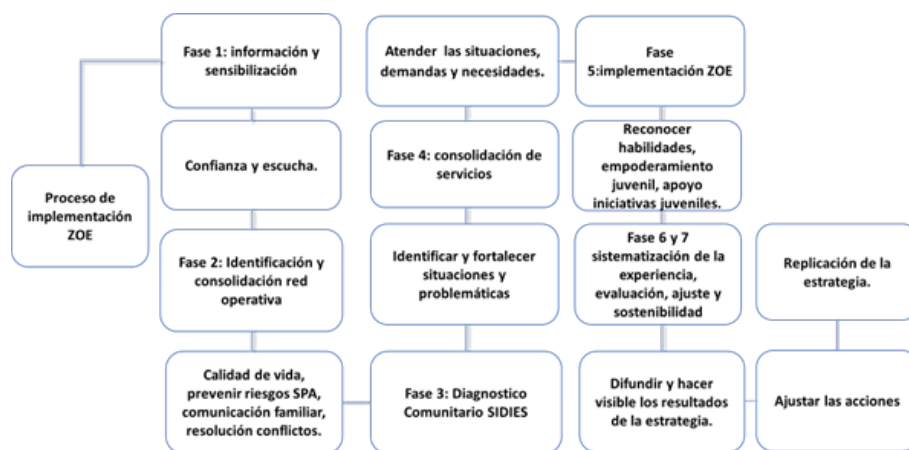 Proceso de
implementación
ZOE
Fase 1: información y
sensibilización
Confianza y escucha.
Fase 2: Identificación y
consolidación red
operativa
Calidad de vida,
prevenir riesgos SPA,
comunicación familiar,
resolución conflictos.
Fase 3: Diagnostico
Comunitario SIDIES
Identificar y fortalecer
situaciones y
problemáticas
Fase 4: consolidación de
servicios
Atender  las situaciones,
demandas y necesidades.
Fase
5:implementación ZOE
Reconocer
habilidades,
empoderamiento
juvenil, apoyo
iniciativas juveniles.
Fase 6 y 7
sistematización de la
experiencia,
evaluación, ajuste y
sostenibilidad
Difundir y hacer
visible los resultados
de la estrategia.
Ajustar las acciones
Replicación de la
estrategia.